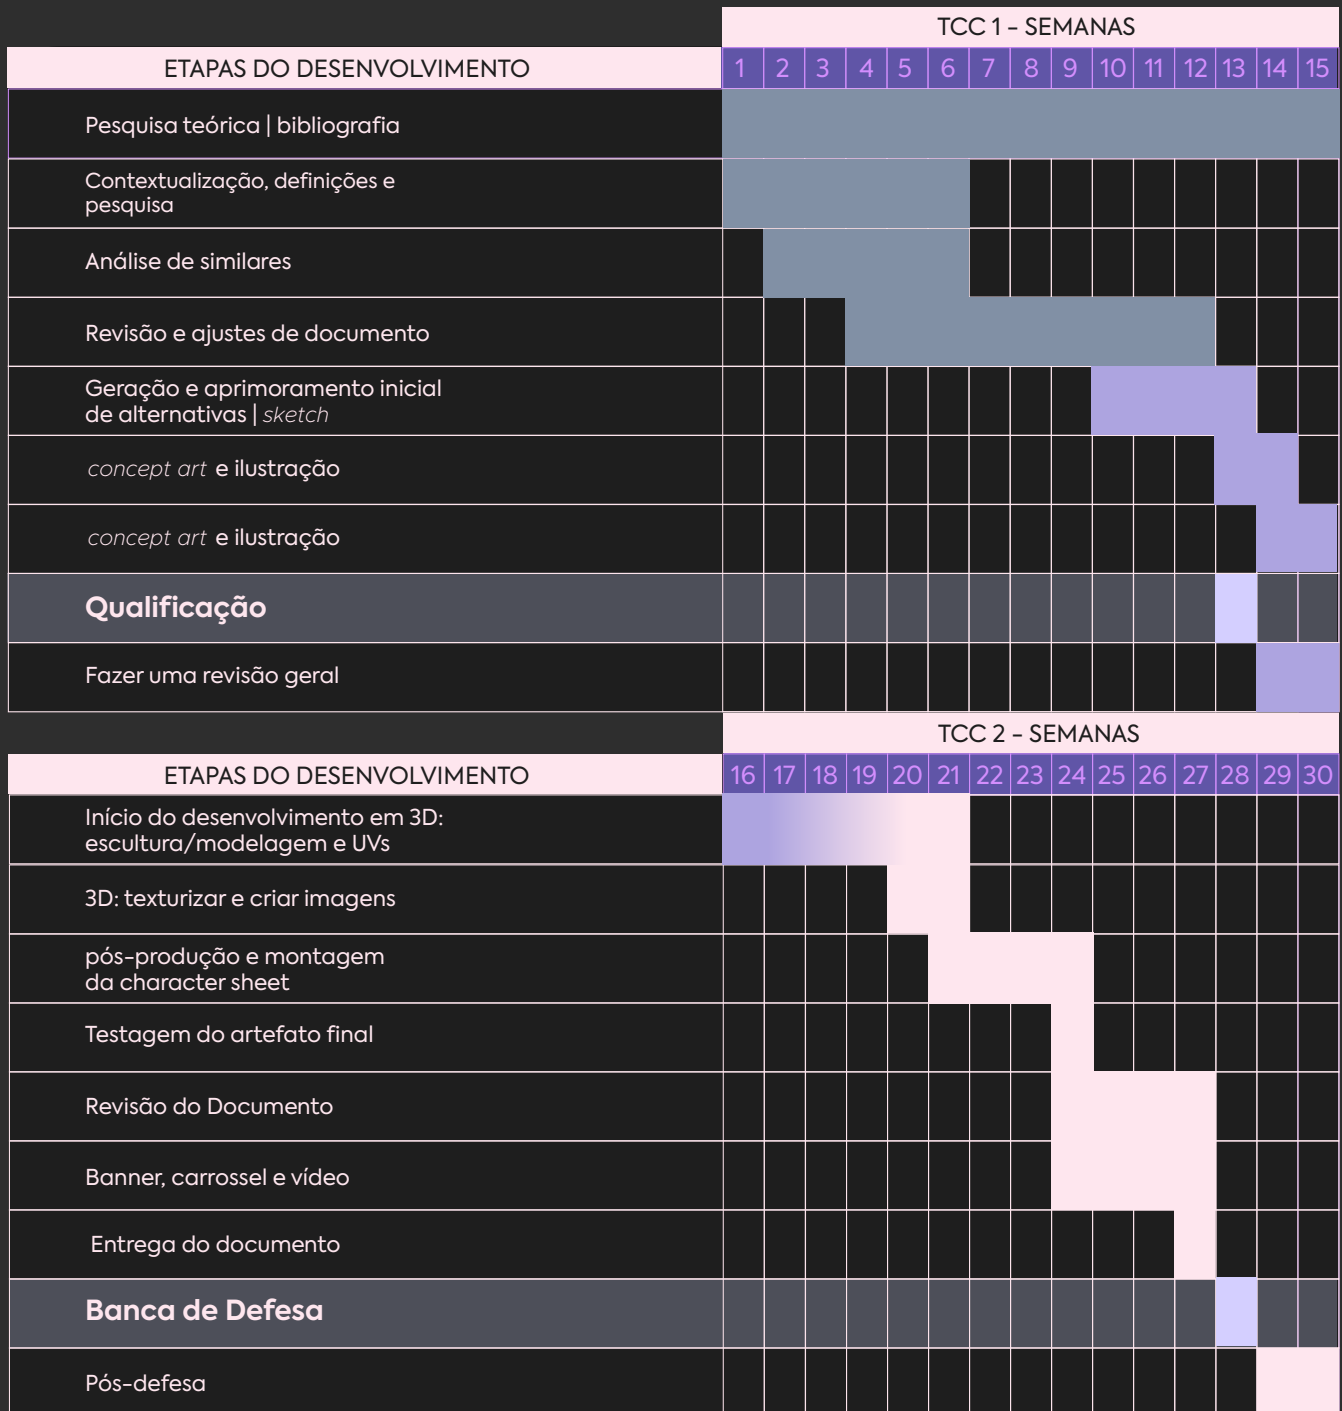 TCC 1 - SEMANAS
ETAPAS DO DESENVOLVIMENTO 1 2 3 4 5 6 7 8 9 10 11 12 13 14 15
Pesquisa teórica | bibliografia
Contextualização, definições e
pesquisa
Análise de similares
Revisão e ajustes de documento
Geração e aprimoramento inicial
de alternativas | sketch
concept art e ilustração
concept art e ilustração
Qualificação
Fazer uma revisão geral
TCC 2 - SEMANAS
ETAPAS DO DESENVOLVIMENTO 16 17 18 19 20 21 22 23 24 25 26 27 28 29 30
Início do desenvolvimento em 3D:
escultura/modelagem e UVs
3D: texturizar e criar imagens
pós-produção e montagem
da character sheet
Testagem do artefato final
Revisão do Documento
Banner, carrossel e vídeo
Entrega do documento
Banca de Defesa
Pós-defesa